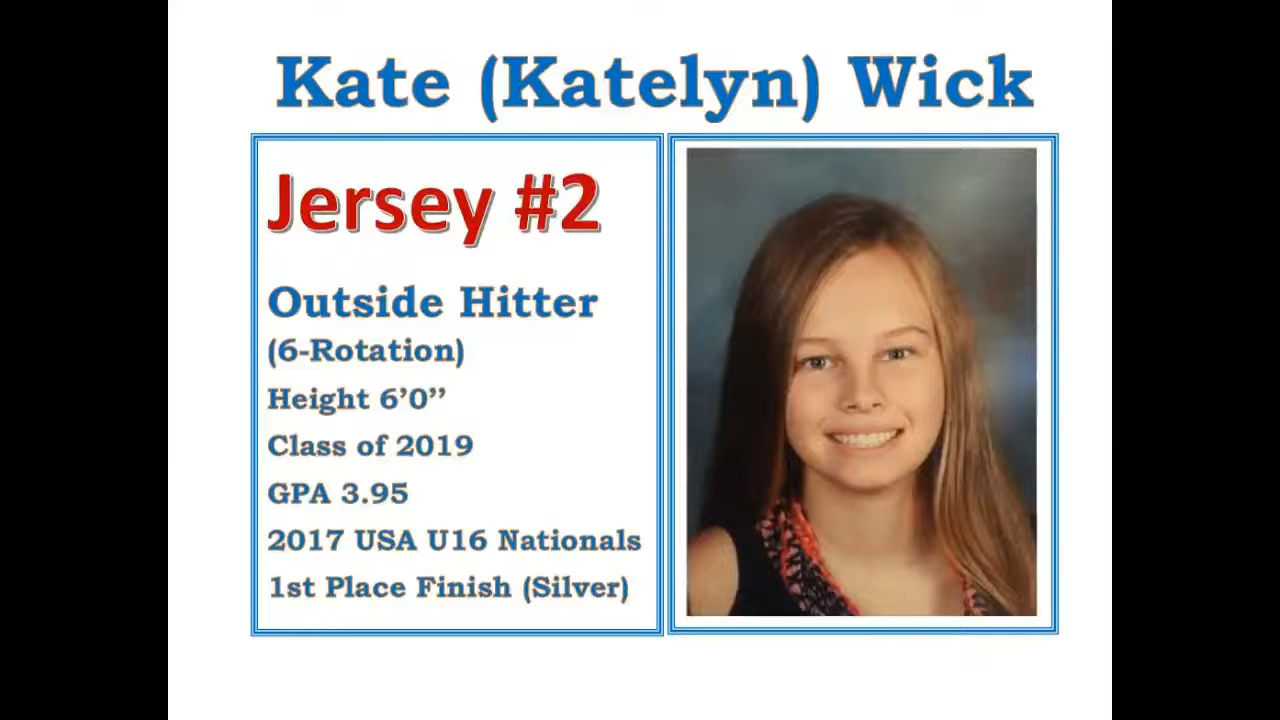 Kate (Katelyn) Wick
Jersey #2
Outside Hitter
(6-Rotation)
Height 6’0”
Class of 2019
GPA 3.95
2017 USA U16 Nationals
1st Place Finish (Silver)